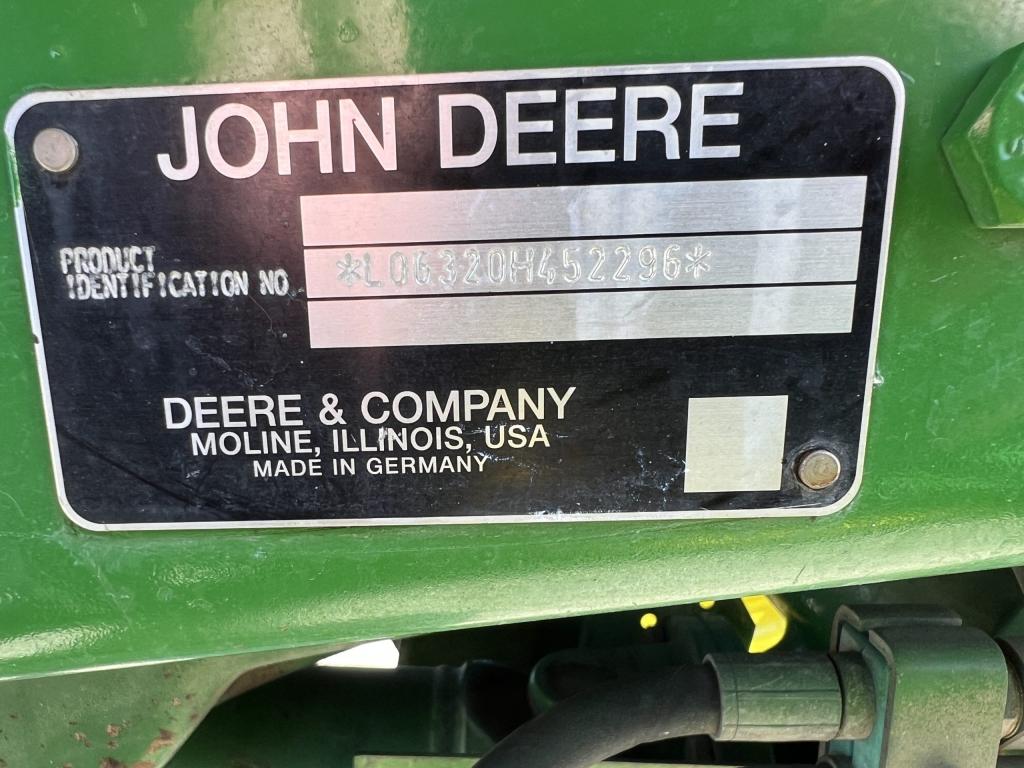 JOHN DEERE
PRODUCT
IDENTIFICATION NO
*L06320H452296*
DEERE & COMPANY
MOLINE, ILLINOIS, USA
MADE IN GERMANY